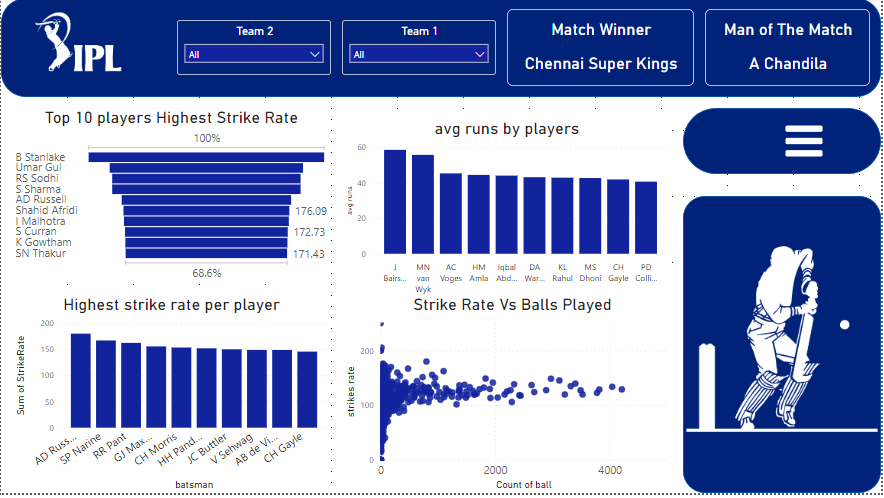 IPL
Team 2
All
Team 1
All
Match Winner
Chennai Super Kings
Man of The Match
A Chandila
Top 10 players Highest Strike Rate
100%
B Stanlake
Umar Gul
RS Sodhi
S Sharma
AD Russell
Shahid Afridi 176.09
I Malhotra
S Curran 172.73
K Gowtham
SN Thakur 171.43
68.6%
avg runs by players
avg runs
60
40
20
0
J Bairs...
MN van Wyk
AC Voges
HM Amla
Iqbal Abd...
DA War...
KL Rahul
MS Dhoni
CH Gayle
PD Colli...
Highest strike rate per player
Sum of StrikeRate
200
150
100
50
0
AD Russ...
SP Narine
RR Pant
GJ Max...
CH Morris
HH Pand...
JC Buttler
V Sehwag
AB de Vi...
CH Gayle
batsman
Strike Rate Vs Balls Played
strikes rate
200
100
0
0 2000 4000
Count of ball